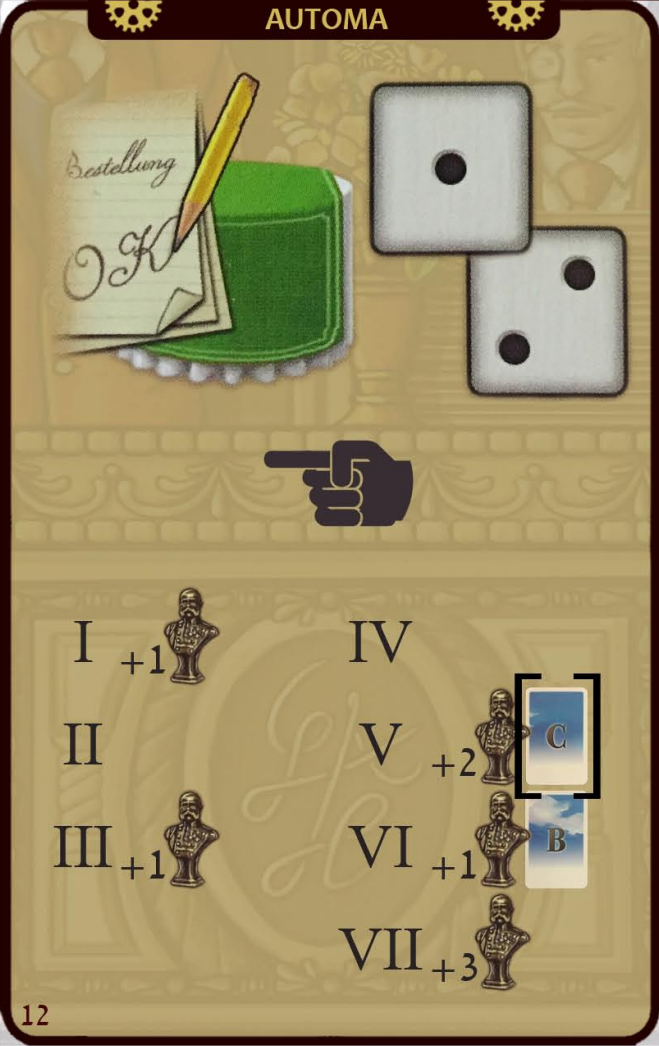 AUTOMA
Bestellung
OK
I +1
IV
II
V +2 C
III +1
VI +1 B
VII +3
12